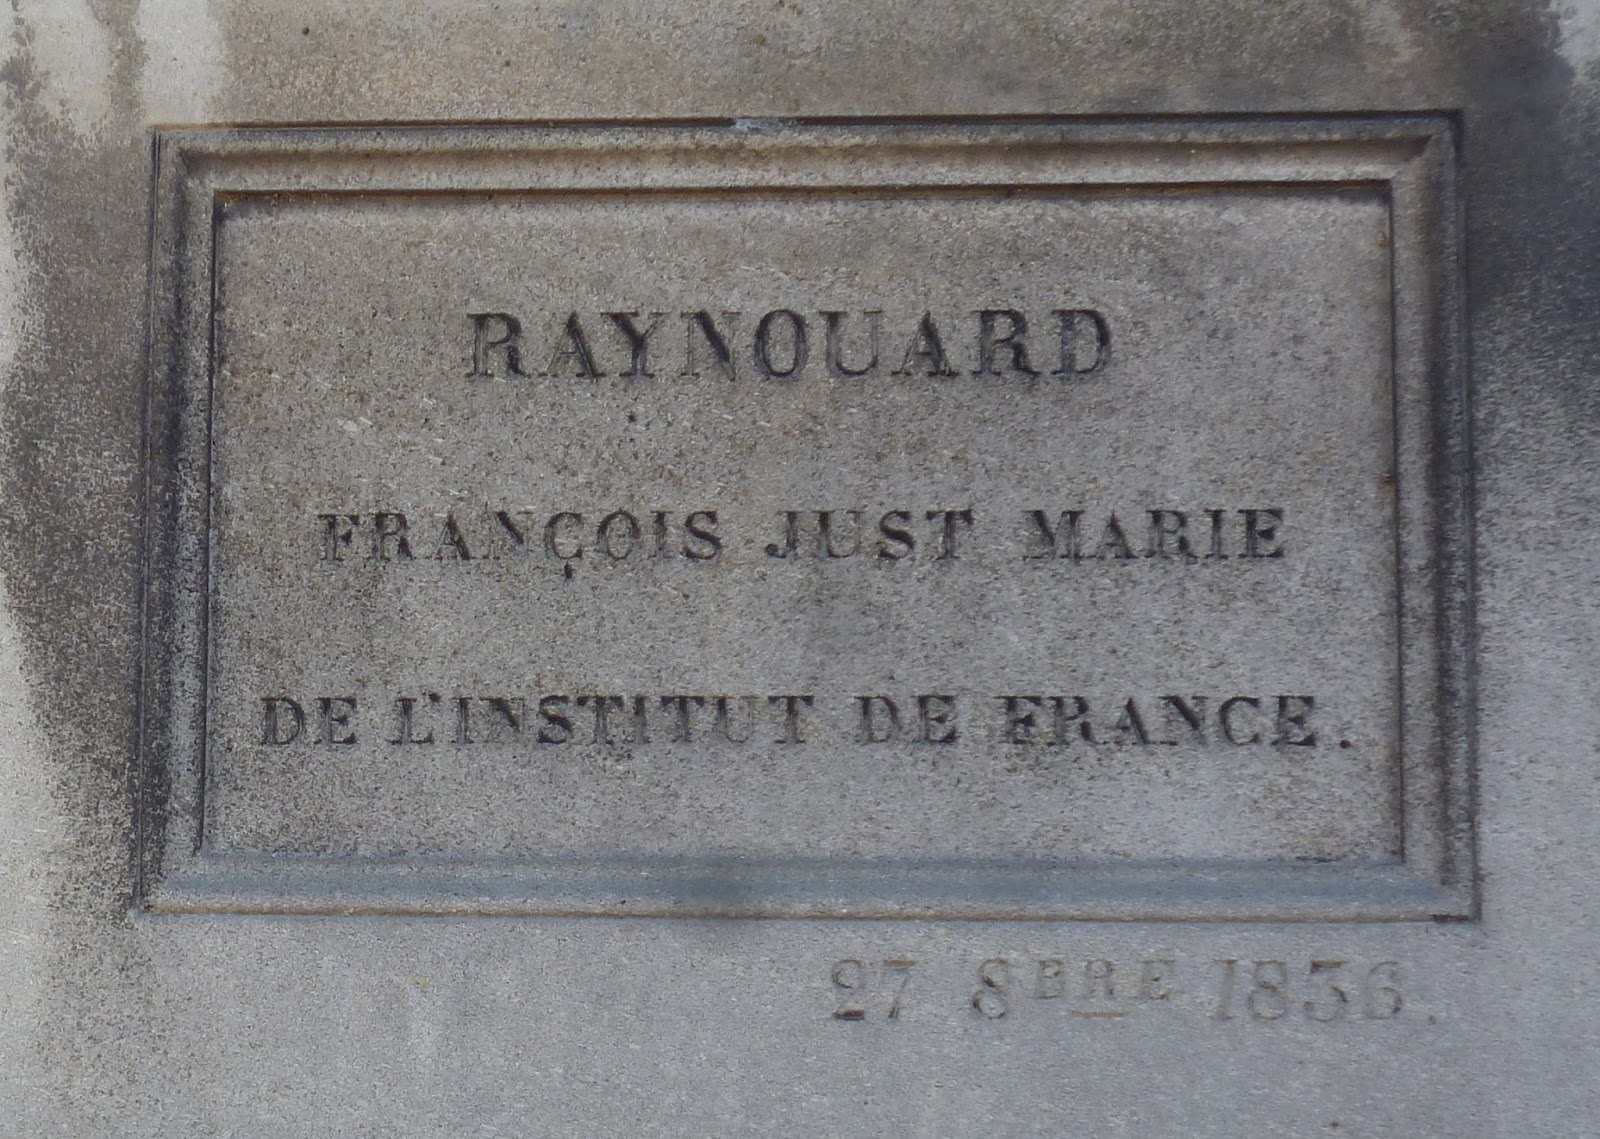 RAYNOUARD
FRANÇOIS JUST MARIE
DE L'INSTITUT DE FRANCE.
27 8BRE 1836.